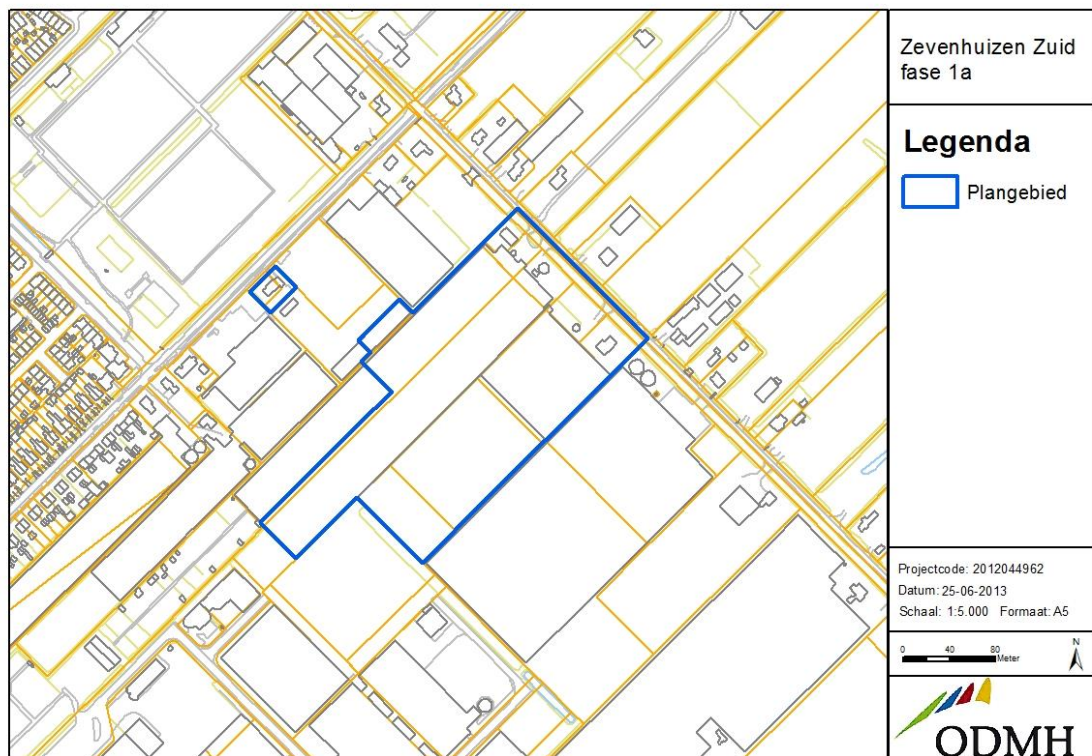 Zevenhuizen Zuid
fase 1a
Legenda
Plangebied
Projectcode: 2012044962
Datum: 25-06-2013
Schaal: 1:5.000 Formaat: A5
0 40 80 Meter
N
ODMH